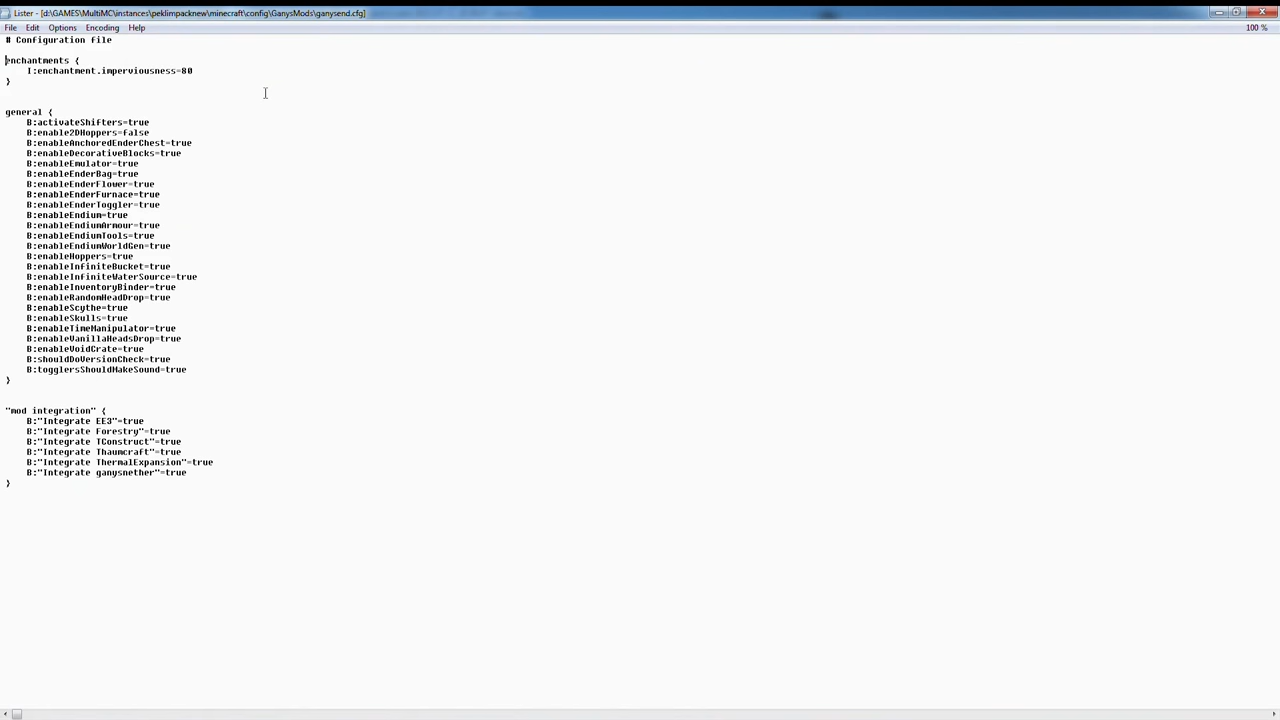 Lister - [d:\GAMES\MultiMC\instances\peklimpacknew\minecraft\config\GanysMods\ganysend.cfg]
File Edit Options Encoding Help 100 %
# Configuration file
enchantments {
I:enchantment.imperviousness=80
}
general {
B:activateShifters=true
B:enable2DHoppers=false
B:enableAnchoredEnderChest=true
B:enableDecorativeBlocks=true
B:enableEmulator=true
B:enableEnderBag=true
B:enableEnderFlower=true
B:enableEnderFurnace=true
B:enableEnderToggler=true
B:enableEndium=true
B:enableEndiumArmour=true
B:enableEndiumTools=true
B:enableEndiumWorldGen=true
B:enableHoppers=true
B:enableInfiniteBucket=true
B:enableInfiniteWaterSource=true
B:enableInventoryBinder=true
B:enableRandomHeadDrop=true
B:enableScythe=true
B:enableSkulls=true
B:enableTimeManipulator=true
B:enableVanillaHeadsDrop=true
B:enableVoidCrate=true
B:shouldDoVersionCheck=true
B:togglersShouldMakeSound=true
}
"mod integration" {
B:"Integrate EE3"=true
B:"Integrate Forestry"=true
B:"Integrate TConstruct"=true
B:"Integrate Thaumcraft"=true
B:"Integrate ThermalExpansion"=true
B:"Integrate ganysnether"=true
}